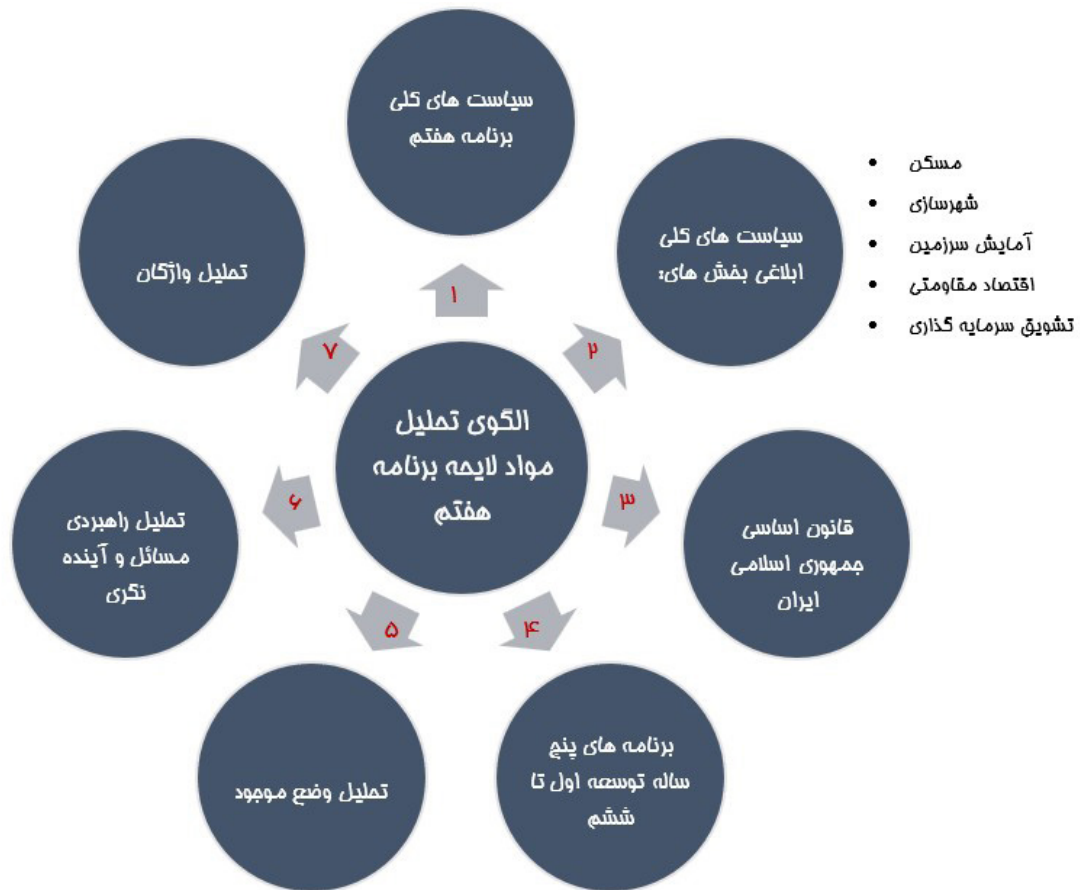 الگوی تحلیل
مواد لایحه برنامه
هفتم
۱
سیاست های کلی
برنامه هفتم
۲
سیاست های کلی
ابلاغی بخش های:
• مسکن
• شهرسازی
• آمایش سرزمین
• اقتصاد مقاومتی
• تشویق سرمایه گذاری
۳
قانون اساسی
جمهوری اسلامی
ایران
۴
برنامه های پنج
ساله توسعه اول تا
ششم
۵
تحلیل وضع موجود
۶
تحلیل راهبردی
مسائل و آینده
نگری
۷
تحلیل واژگان